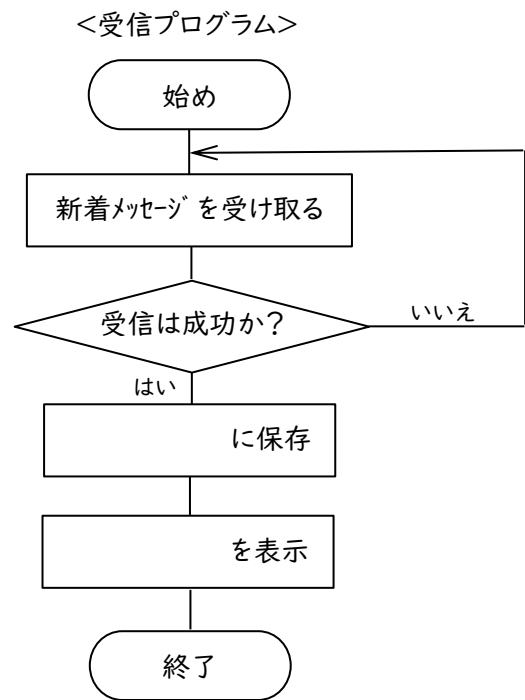 <受信プログラム>
始め
新着ﾒｯｾｰｼﾞを受け取る
受信は成功か?
いいえ
はい
に保存
を表示
終了